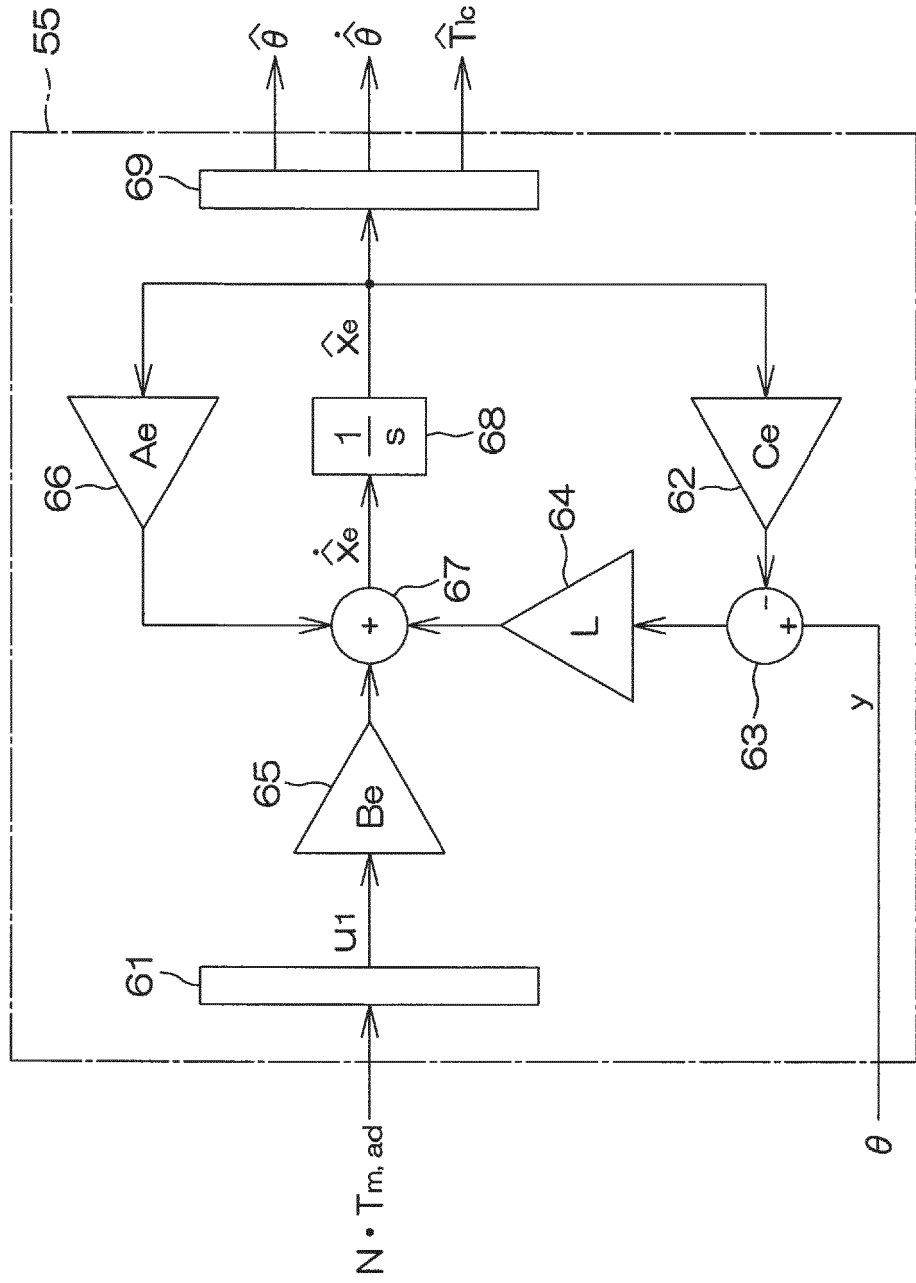 55
69
θ̂
θ̂̇
T̂lc
66
Ae
x̂e
1
s
68
62
Ce
x̂̇e
67
64
L
-
+
+
63
y
65
Be
u1
61
N・Tm, ad
θ